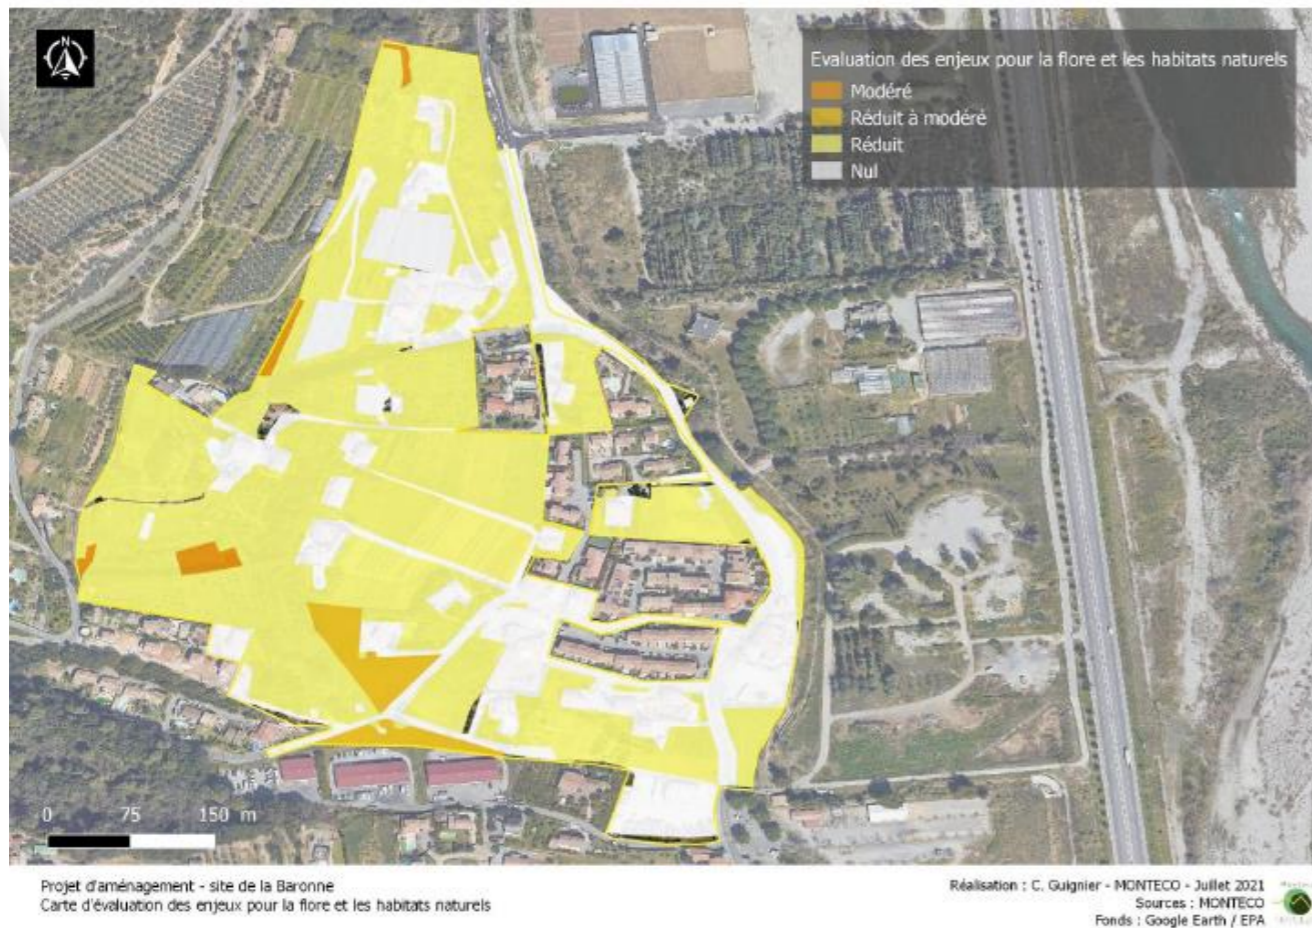 N
Evaluation des enjeux pour la flore et les habitats naturels
Modéré
Réduit à modéré
Réduit
Nul
0 75 150 m
Projet d'aménagement - site de la Baronne
Carte d'évaluation des enjeux pour la flore et les habitats naturels
Réalisation : C. Guignier - MONTECO - Juillet 2021
Sources : MONTECO
Fonds : Google Earth / EPA